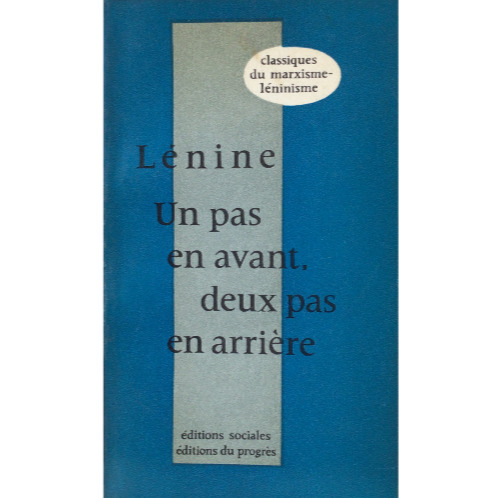 classiques
du marxisme-
léninisme
Lénine
Un pas
en avant,
deux pas
en arrière
éditions sociales
éditions du progrès